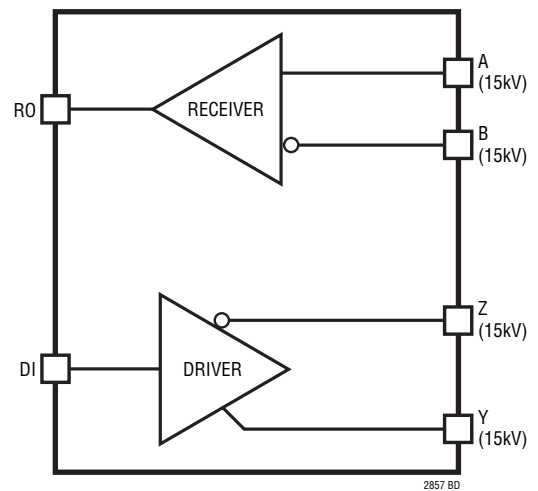 A
(15kV)
RO
RECEIVER
B
(15kV)
Z
(15kV)
DI
DRIVER
Y
(15kV)
2857 BD